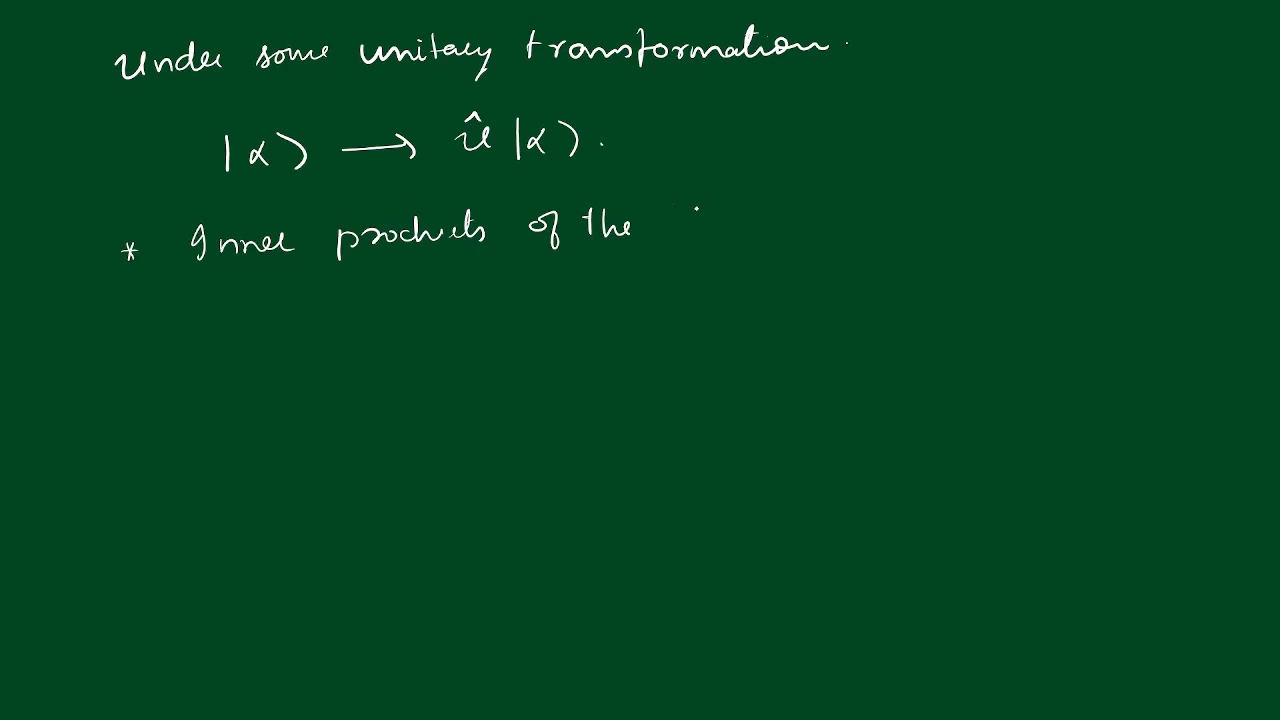 Under some unitary transformation.
|α⟩ → û |α⟩.
* Inner products of the